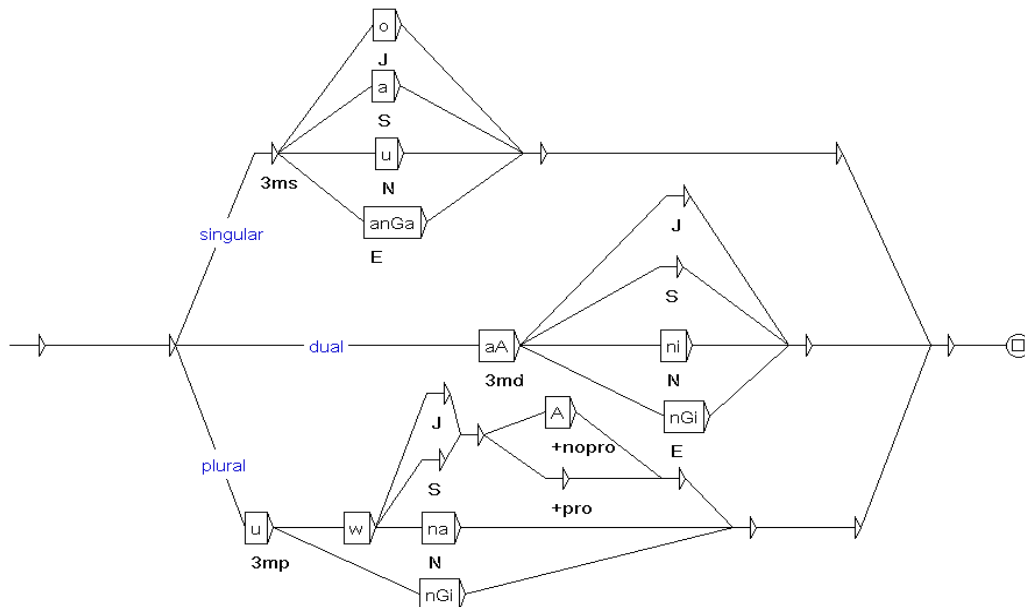 o
J
a
S
u
3ms
N
anGa
singular
E
J
S
dual
aA
ni
3md
N
J
A
nGi
+nopro
E
plural
S
+pro
u
w
na
3mp
N
nGi